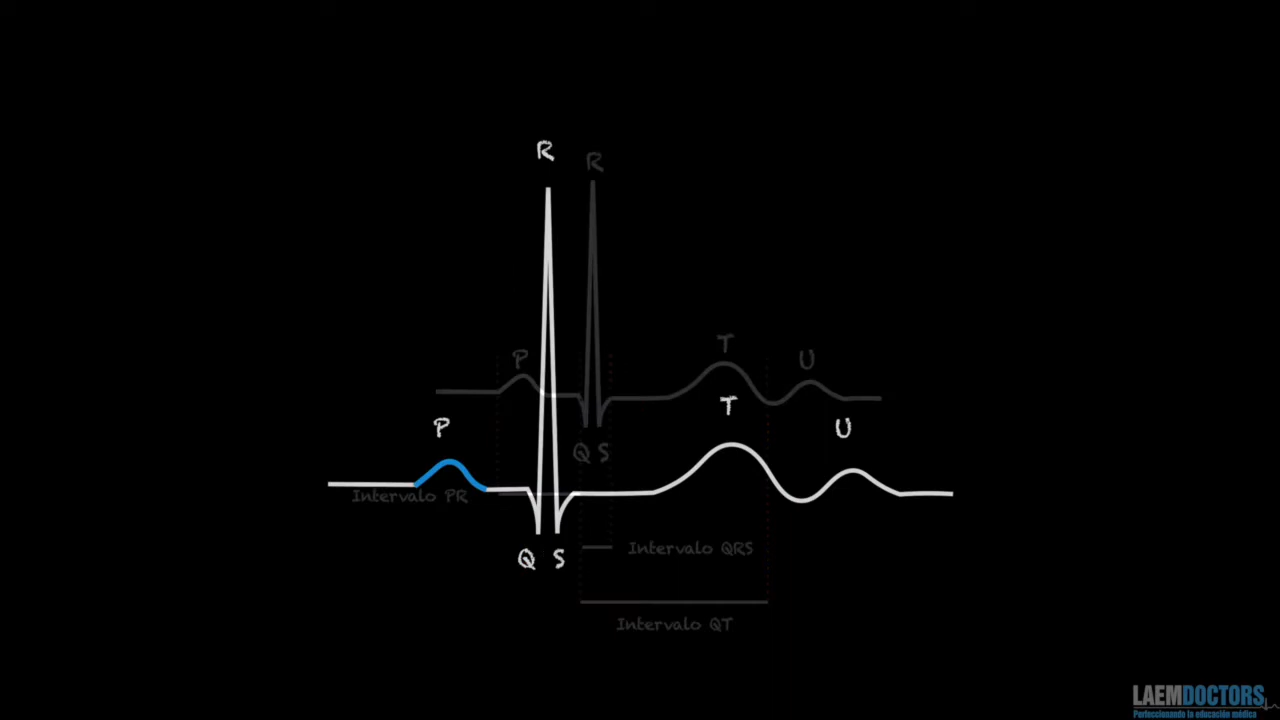 R
R
P
T
U
T
P
U
Q S
Intervalo PR
Intervalo QRS
Q S
Intervalo QT
LAEMDOCTORS
Perfeccionando la educación médica